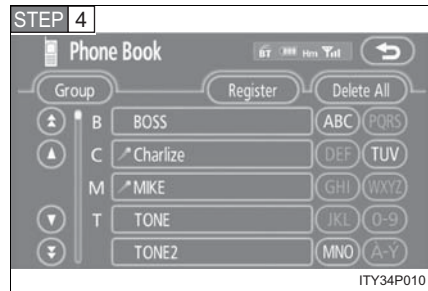 STEP 4
Phone Book BT Hm
Group Register Delete All
B BOSS ABC PQRS
C Charlize DEF TUV
M MIKE GHI WXYZ
T TONE JKL 0-9
TONE2 MNO À-Ý
ITY34P010